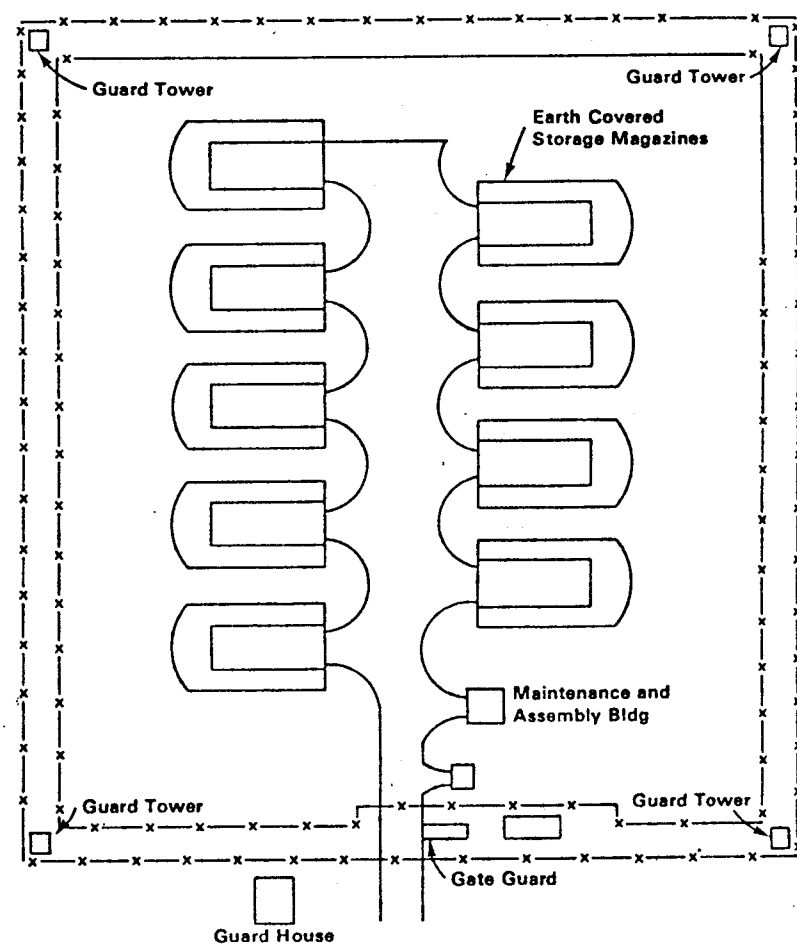 Guard Tower
Guard Tower
Earth Covered
Storage Magazines
Maintenance and
Assembly Bldg
Guard Tower
Guard Tower
Gate Guard
Guard House